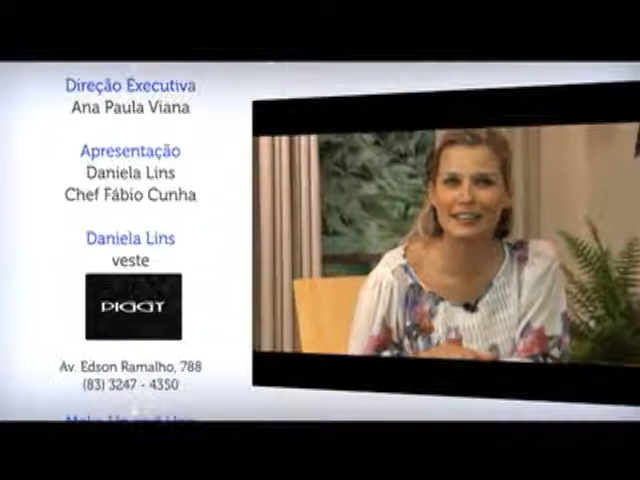 Direção Executiva
Ana Paula Viana
Apresentação
Daniela Lins
Chef Fábio Cunha
Daniela Lins
veste
PIGGY
Av. Edson Ramalho, 788
(83) 3247 - 4350